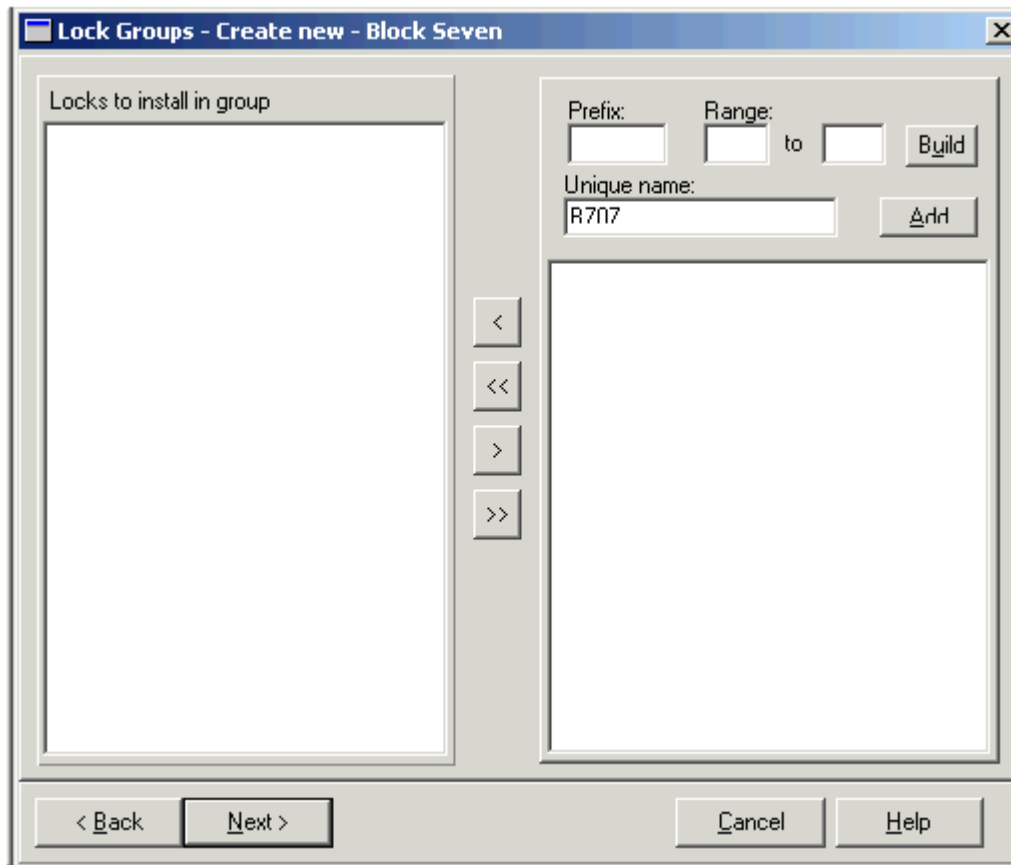 Lock Groups - Create new - Block Seven
Locks to install in group
Prefix:
Range:
to
Build
Unique name:
R707
Add
<
<<
>
>>
< Back
Next >
Cancel
Help